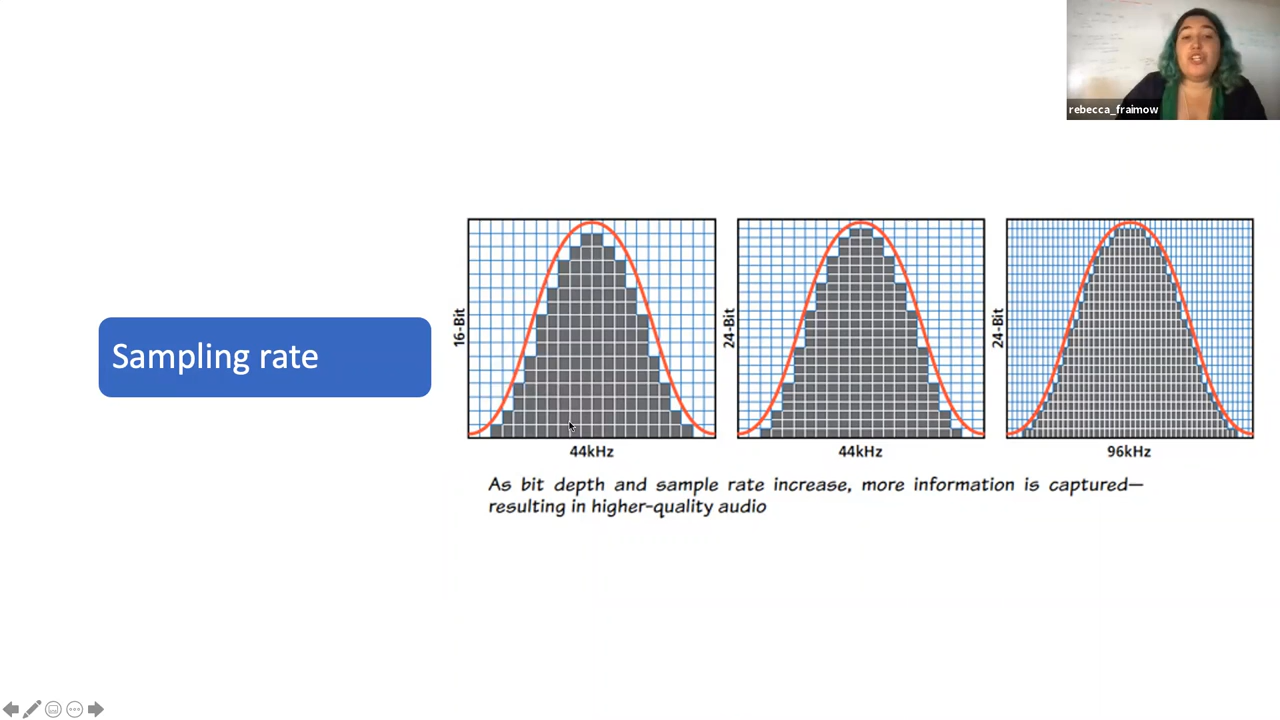 rebecca_fraimow
Sampling rate
16-Bit
44kHz
24-Bit
44kHz
24-Bit
96kHz
As bit depth and sample rate increase, more information is captured—
resulting in higher-quality audio